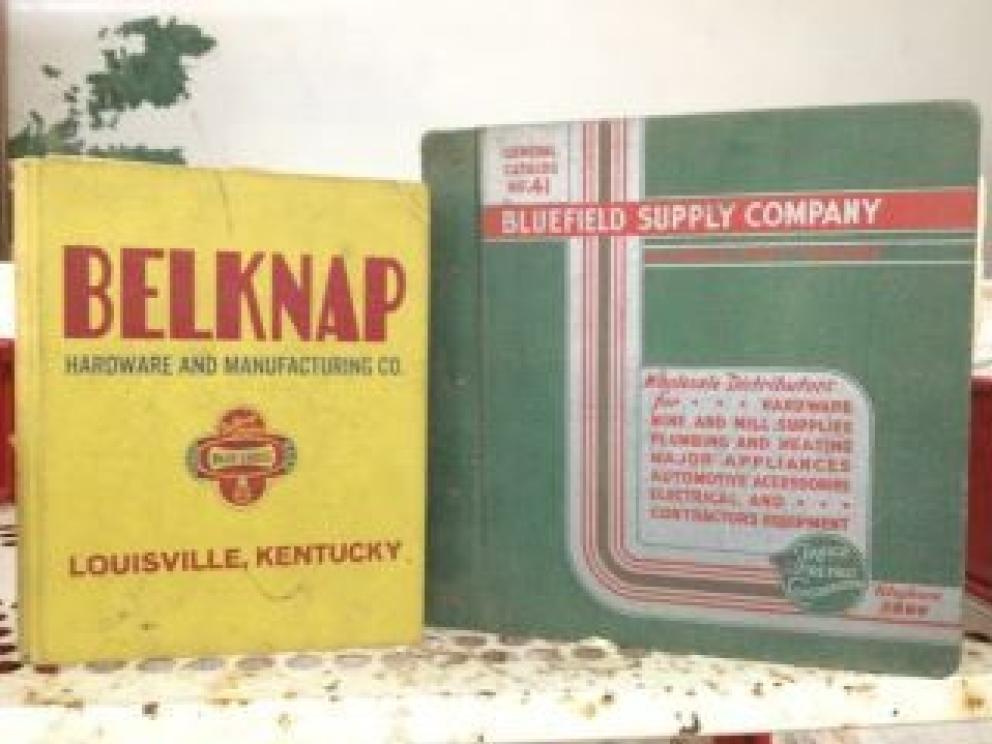 BELKNAP
HARDWARE AND MANUFACTURING CO.
LOUISVILLE, KENTUCKY
GENERAL
CATALOG
NO. 41
BLUEFIELD SUPPLY COMPANY
Wholesale Distributors
for • • • HARDWARE
MINE AND MILL SUPPLIES
PLUMBING AND HEATING
MAJOR APPLIANCES
AUTOMOTIVE ACCESSORIES
ELECTRICAL AND • • •
CONTRACTORS EQUIPMENT
Telephone